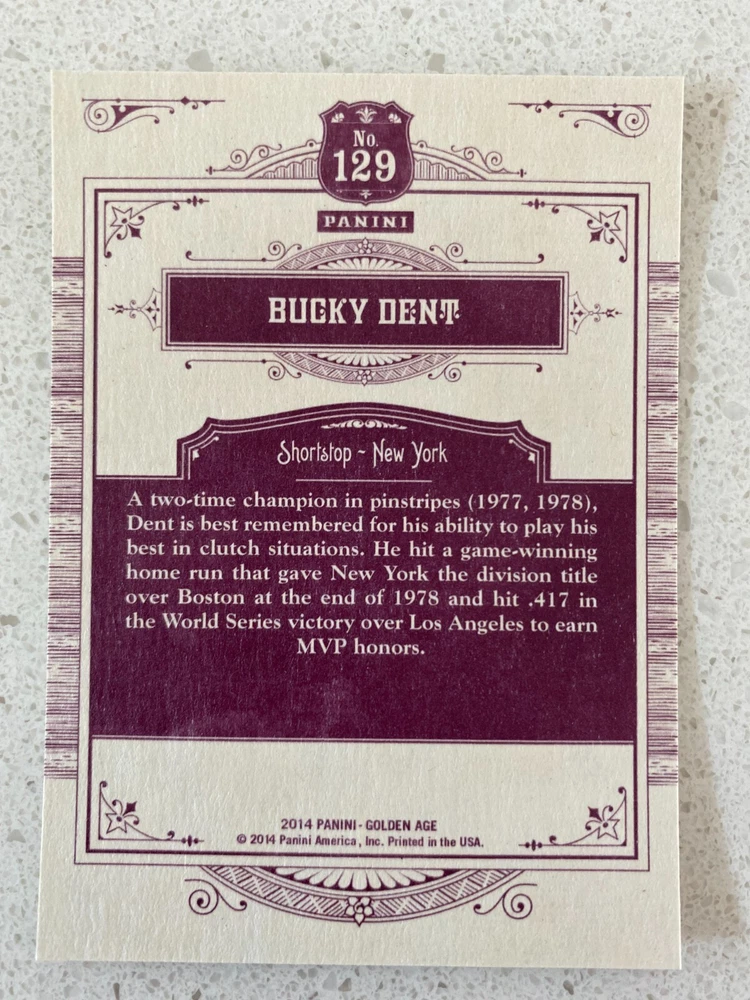 No.
129
PANINI
BUCKY DENT
Shortstop ~ New York
A two-time champion in pinstripes (1977, 1978),
Dent is best remembered for his ability to play his
best in clutch situations. He hit a game-winning
home run that gave New York the division title
over Boston at the end of 1978 and hit .417 in
the World Series victory over Los Angeles to earn
MVP honors.
2014 PANINI - GOLDEN AGE
© 2014 Panini America, Inc. Printed in the USA.